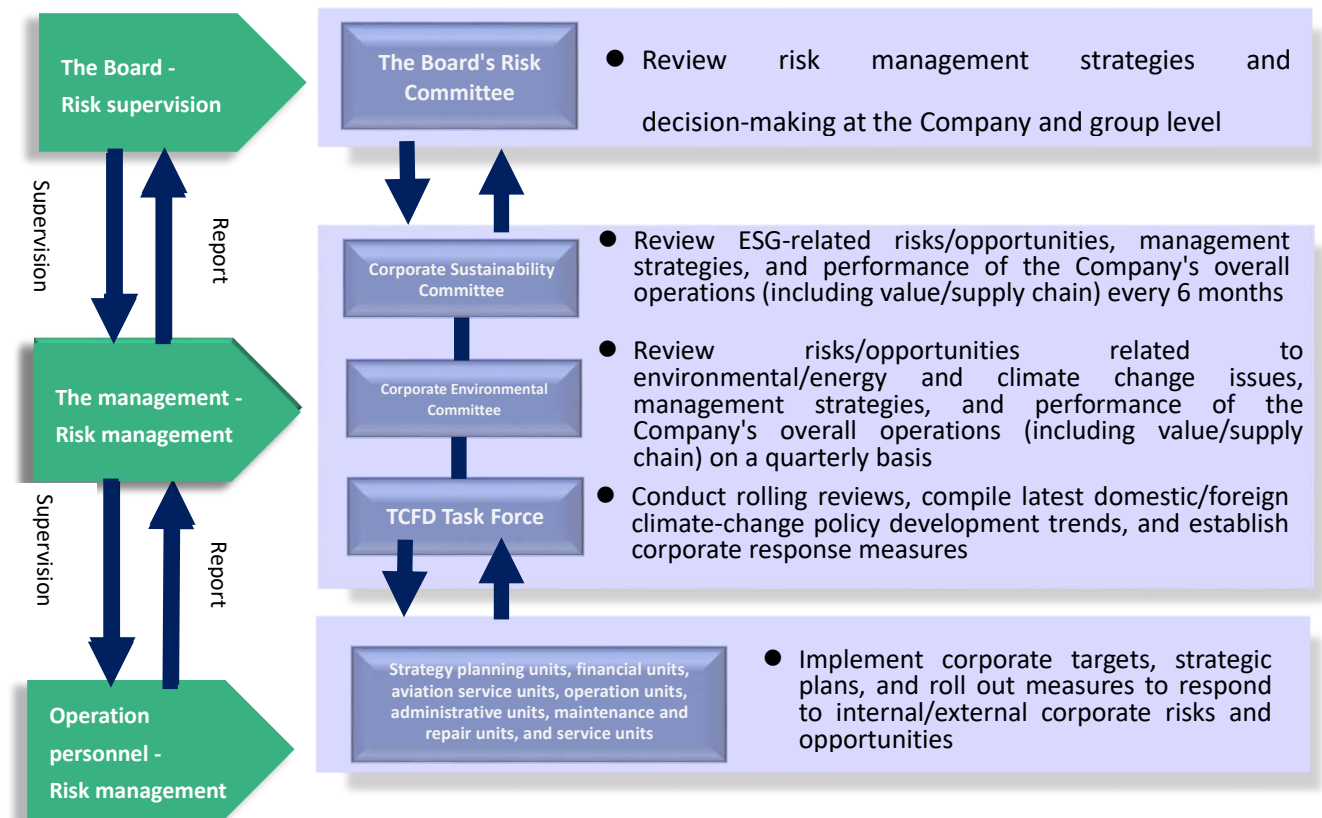 The Board -
Risk supervision
The Board's Risk
Committee
● Review risk management strategies and
decision-making at the Company and group level
Supervision
Report
Corporate Sustainability
Committee
● Review ESG-related risks/opportunities, management
strategies, and performance of the Company's overall
operations (including value/supply chain) every 6 months
The management -
Risk management
Corporate Environmental
Committee
● Review risks/opportunities related to
environmental/energy and climate change issues,
management strategies, and performance of the
Company's overall operations (including value/supply
chain) on a quarterly basis
TCFD Task Force
● Conduct rolling reviews, compile latest domestic/foreign
climate-change policy development trends, and establish
corporate response measures
Supervision
Report
Operation
personnel -
Risk management
Strategy planning units, financial units,
aviation service units, operation units,
administrative units, maintenance and
repair units, and service units
● Implement corporate targets, strategic
plans, and roll out measures to respond
to internal/external corporate risks and
opportunities